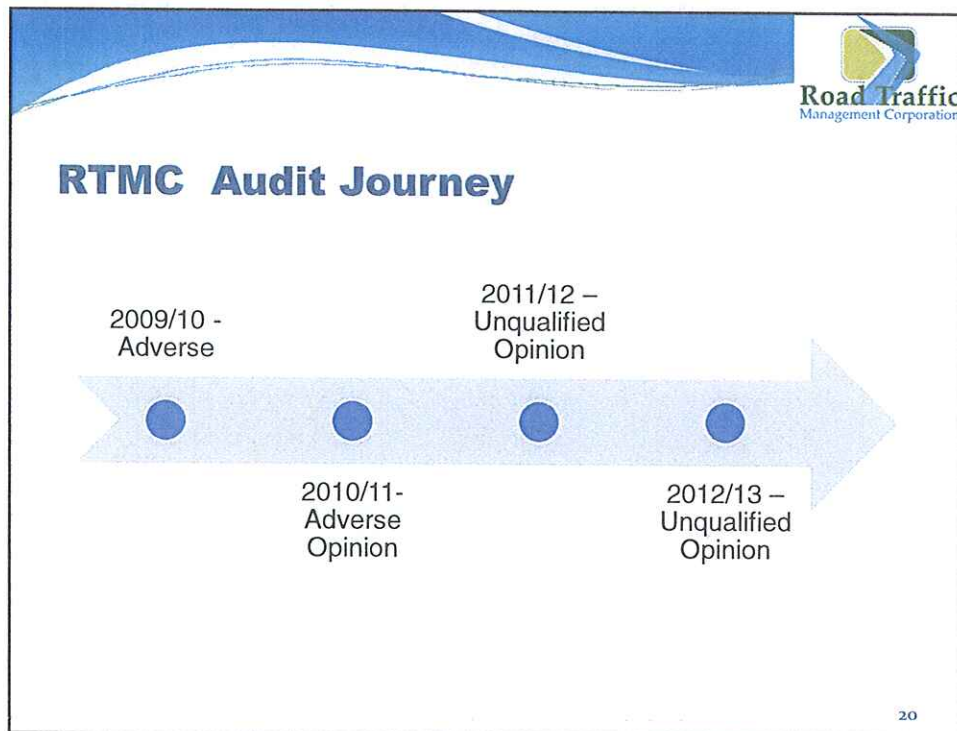 Road Traffic
Management Corporation
RTMC Audit Journey
2009/10 -
Adverse
2010/11-
Adverse
Opinion
2011/12 –
Unqualified
Opinion
2012/13 –
Unqualified
Opinion
20